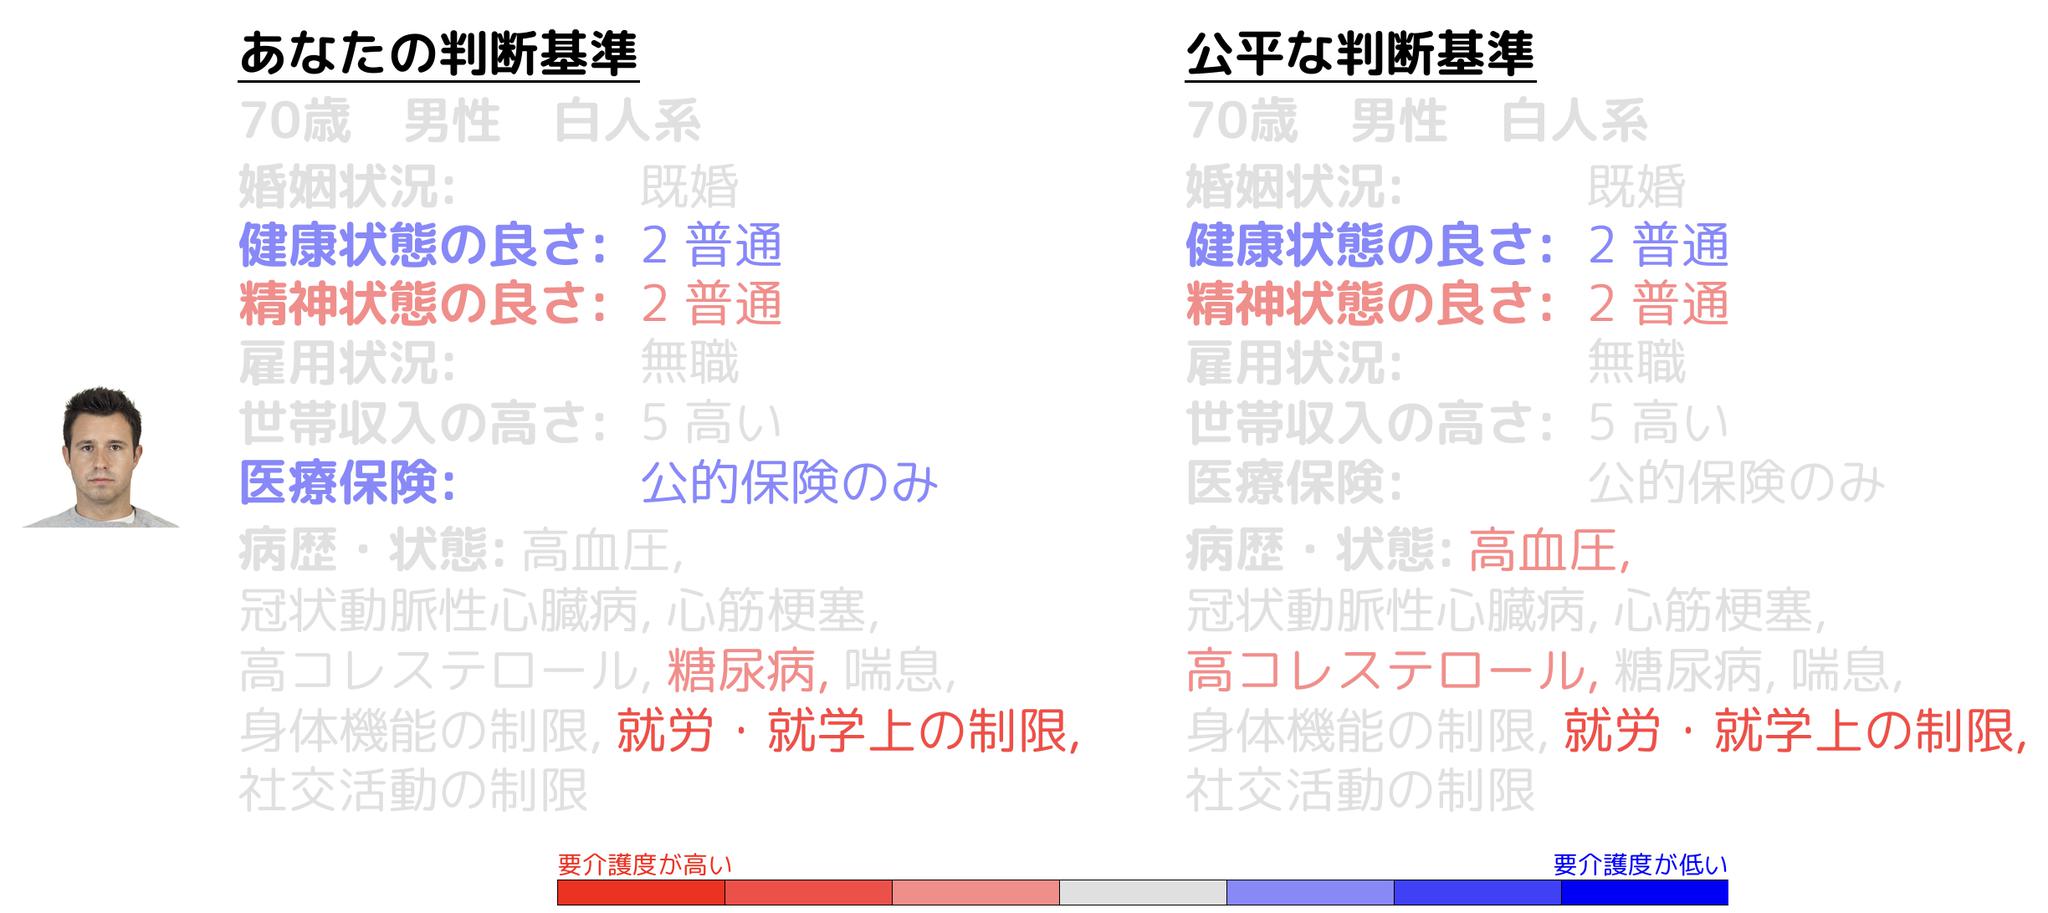 あなたの判断基準
70歳　男性　白人系
婚姻状況: 既婚
健康状態の良さ: 2 普通
精神状態の良さ: 2 普通
雇用状況: 無職
世帯収入の高さ: 5 高い
医療保険: 公的保険のみ
病歴・状態: 高血圧,
冠状動脈性心臓病, 心筋梗塞,
高コレステロール, 糖尿病, 喘息,
身体機能の制限, 就労・就学上の制限,
社交活動の制限
公平な判断基準
70歳　男性　白人系
婚姻状況: 既婚
健康状態の良さ: 2 普通
精神状態の良さ: 2 普通
雇用状況: 無職
世帯収入の高さ: 5 高い
医療保険: 公的保険のみ
病歴・状態: 高血圧,
冠状動脈性心臓病, 心筋梗塞,
高コレステロール, 糖尿病, 喘息,
身体機能の制限, 就労・就学上の制限,
社交活動の制限
要介護度が高い
要介護度が低い